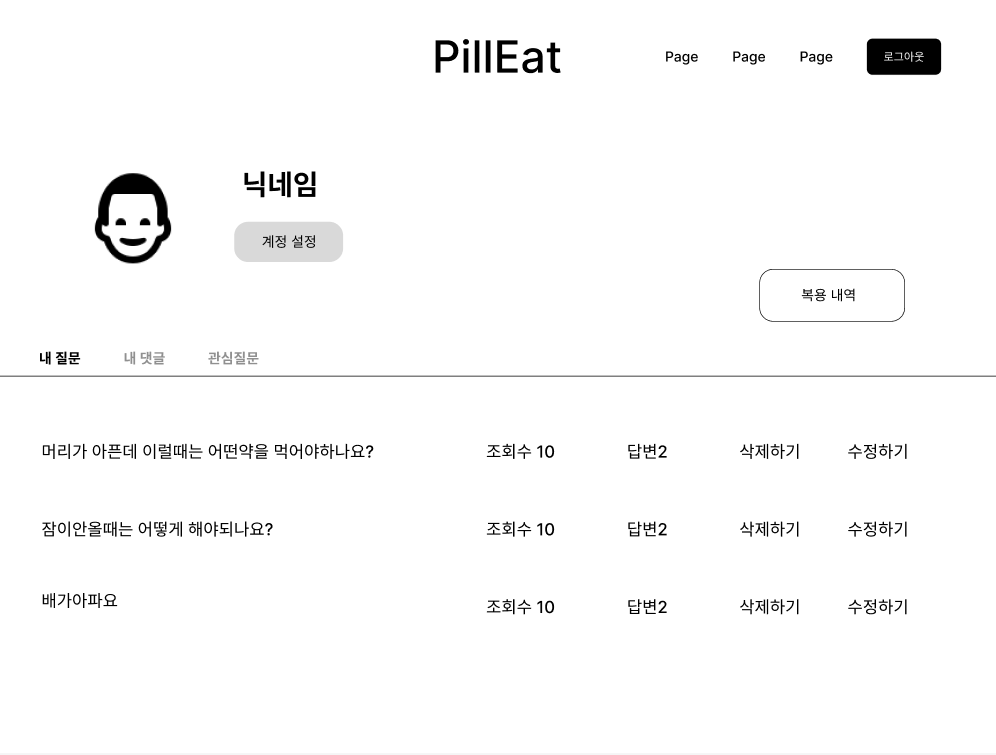 PillEat
Page Page Page 로그아웃
닉네임
계정 설정
복용 내역
내 질문 내 댓글 관심질문
머리가 아픈데 이럴때는 어떤약을 먹어야하나요? 조회수 10 답변2 삭제하기 수정하기
잠이안올때는 어떻게 해야되나요? 조회수 10 답변2 삭제하기 수정하기
배가아파요 조회수 10 답변2 삭제하기 수정하기